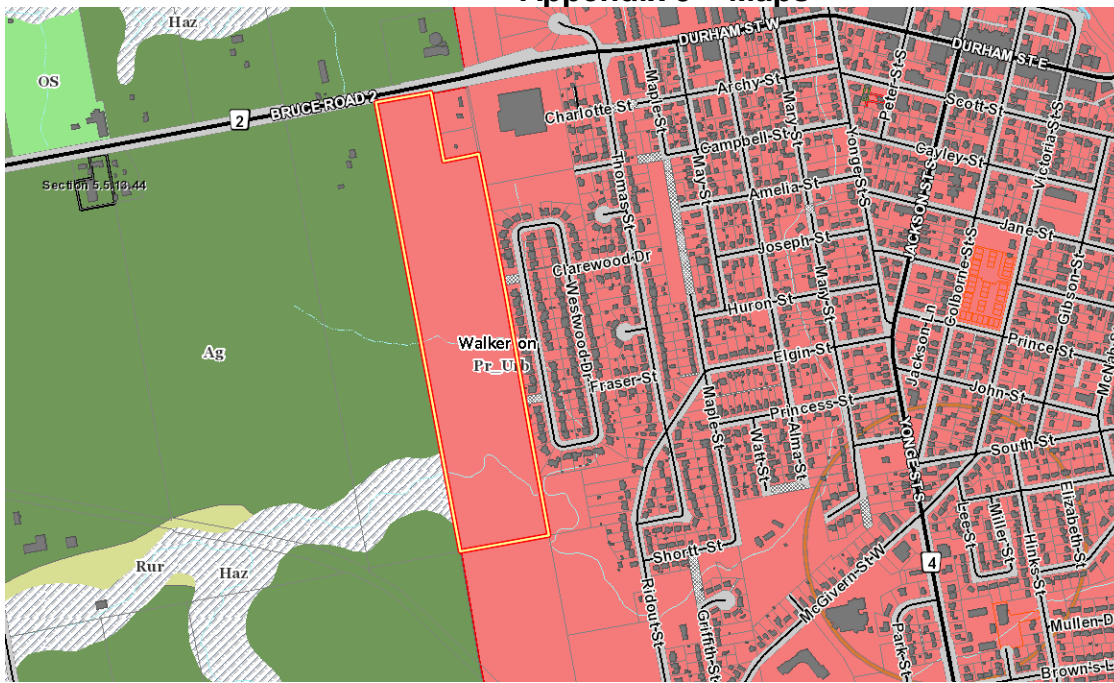 Haz
OS
BRUCE ROAD 2
2
Section 5.5.13.44
Ag
Rur
Haz
Walkerton
Pr_Urb
DURHAM ST W
DURHAM ST E
Charlotte St
Archy St
Maple St
Mary St
Peter St S
Scott St
Victoria St S
Campbell St
Yonge St S
Cayley St
Thomas St
May St
Amelia St
JACKSON ST S
Jane St
Joseph St
Colborne St S
Gibson St
Clarewood Dr
Westwood Dr
Huron St
Mary St
Jackson Ln
Prince St
Elgin St
Fraser St
John St
Maple St
Princess St
Watt St
Alma St
YONGE ST S
South St
Lee St
Miller St
Hinks St
Elizabeth St
Shortt St
4
Ridout St
Griffith St
McGivern St W
Park St
Mullen D
Brown's L